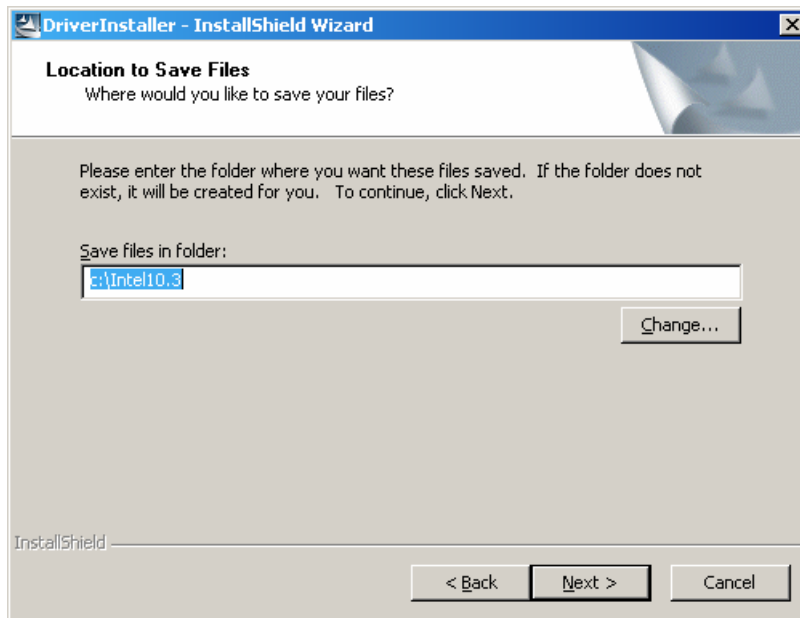 DriverInstaller - InstallShield Wizard
Location to Save Files
Where would you like to save your files?
Please enter the folder where you want these files saved.  If the folder does not
exist, it will be created for you.   To continue, click Next.
Save files in folder:
c:\Intel10.3
Change...
InstallShield
< Back
Next >
Cancel